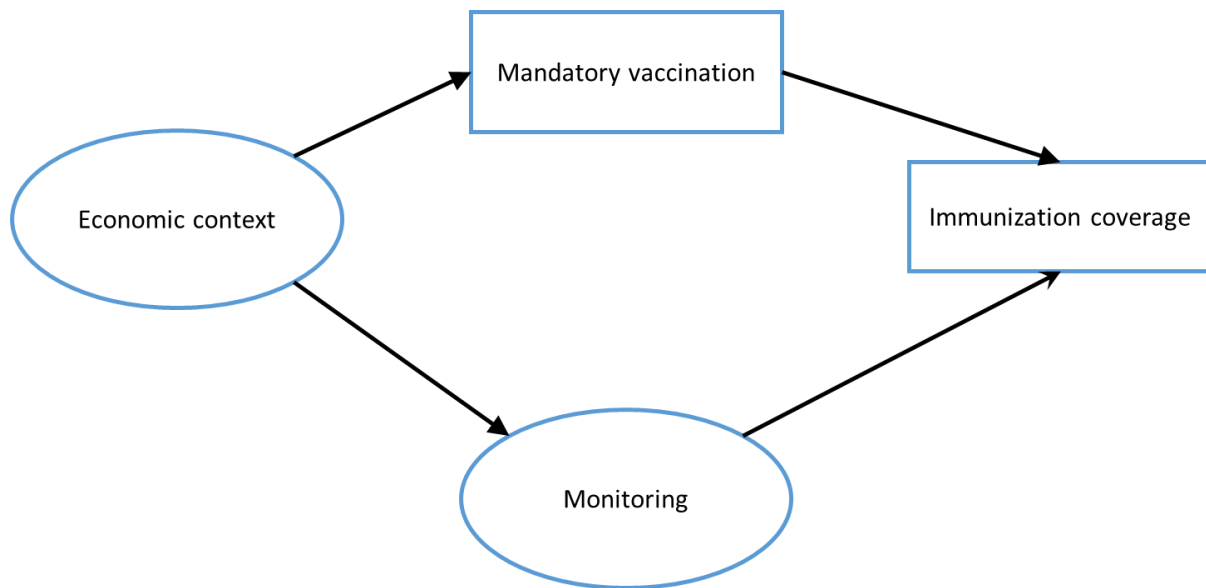 Mandatory vaccination
Economic context
Immunization coverage
Monitoring